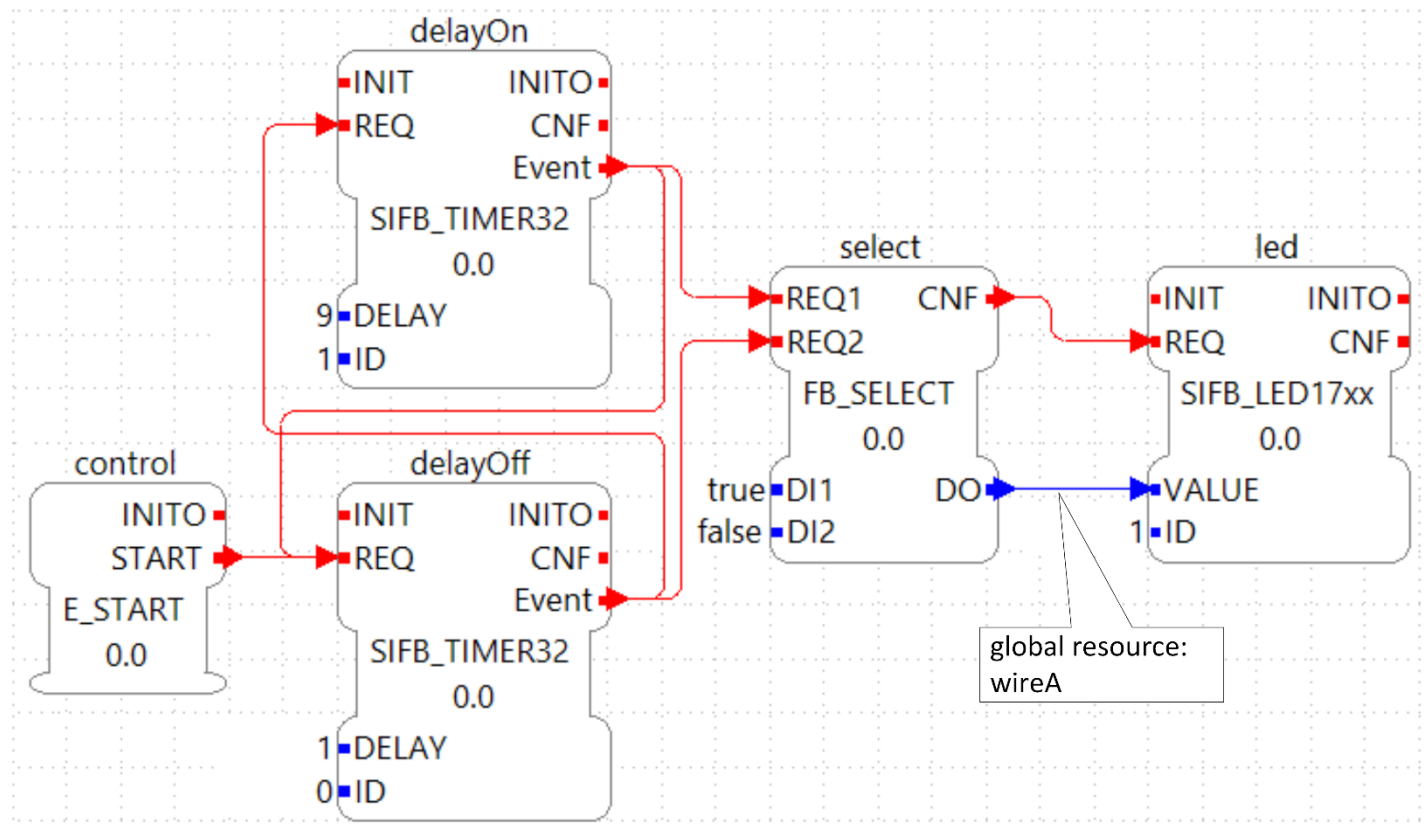 delayOn
INIT INITO
REQ CNF
Event
SIFB_TIMER32
0.0
9 DELAY
1 ID
control
INITO
START
E_START
0.0
delayOff
INIT INITO
REQ CNF
Event
SIFB_TIMER32
0.0
1 DELAY
0 ID
select
REQ1 CNF
REQ2
FB_SELECT
0.0
true DI1 DO
false DI2
led
INIT INITO
REQ CNF
SIFB_LED17xx
0.0
VALUE
1 ID
global resource:
wireA